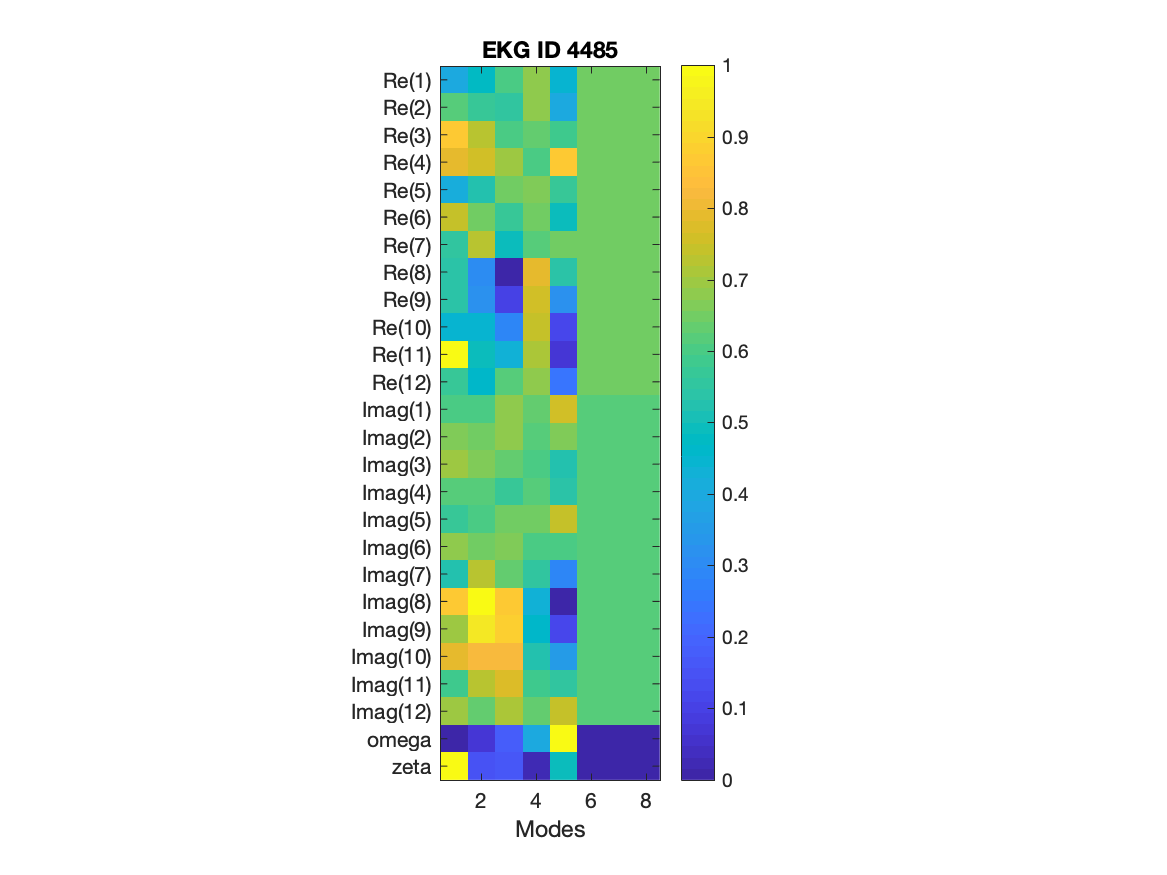 EKG ID 4485
Re(1)
Re(2)
Re(3)
Re(4)
Re(5)
Re(6)
Re(7)
Re(8)
Re(9)
Re(10)
Re(11)
Re(12)
Imag(1)
Imag(2)
Imag(3)
Imag(4)
Imag(5)
Imag(6)
Imag(7)
Imag(8)
Imag(9)
Imag(10)
Imag(11)
Imag(12)
omega
zeta
2 4 6 8
Modes
1
0.9
0.8
0.7
0.6
0.5
0.4
0.3
0.2
0.1
0